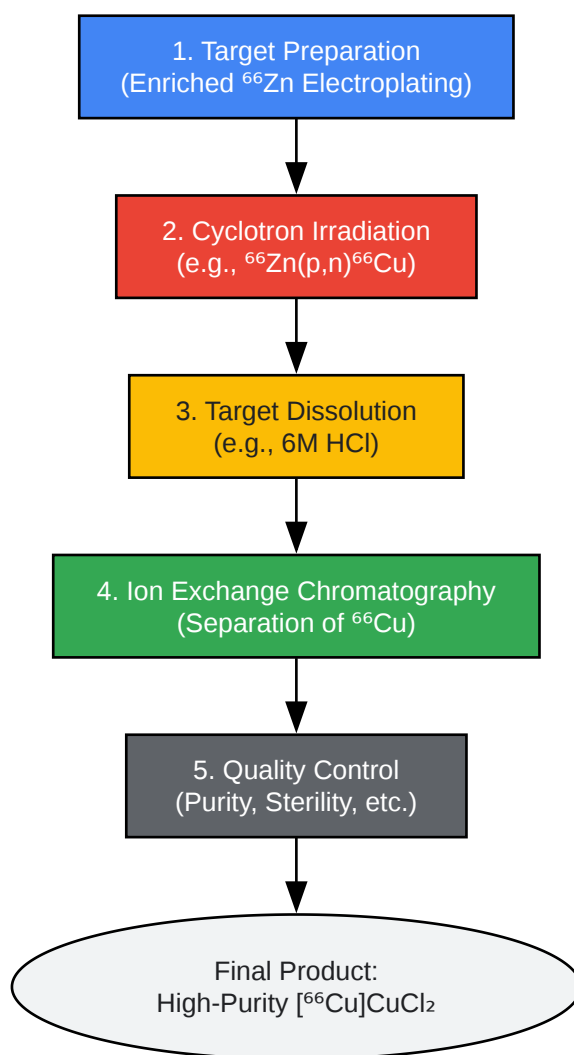 1. Target Preparation
(Enriched ⁶⁶Zn Electroplating)
2. Cyclotron Irradiation
(e.g., ⁶⁶Zn(p,n)⁶⁶Cu)
3. Target Dissolution
(e.g., 6M HCl)
4. Ion Exchange Chromatography
(Separation of ⁶⁶Cu)
5. Quality Control
(Purity, Sterility, etc.)
Final Product:
High-Purity [⁶⁶Cu]CuCl₂